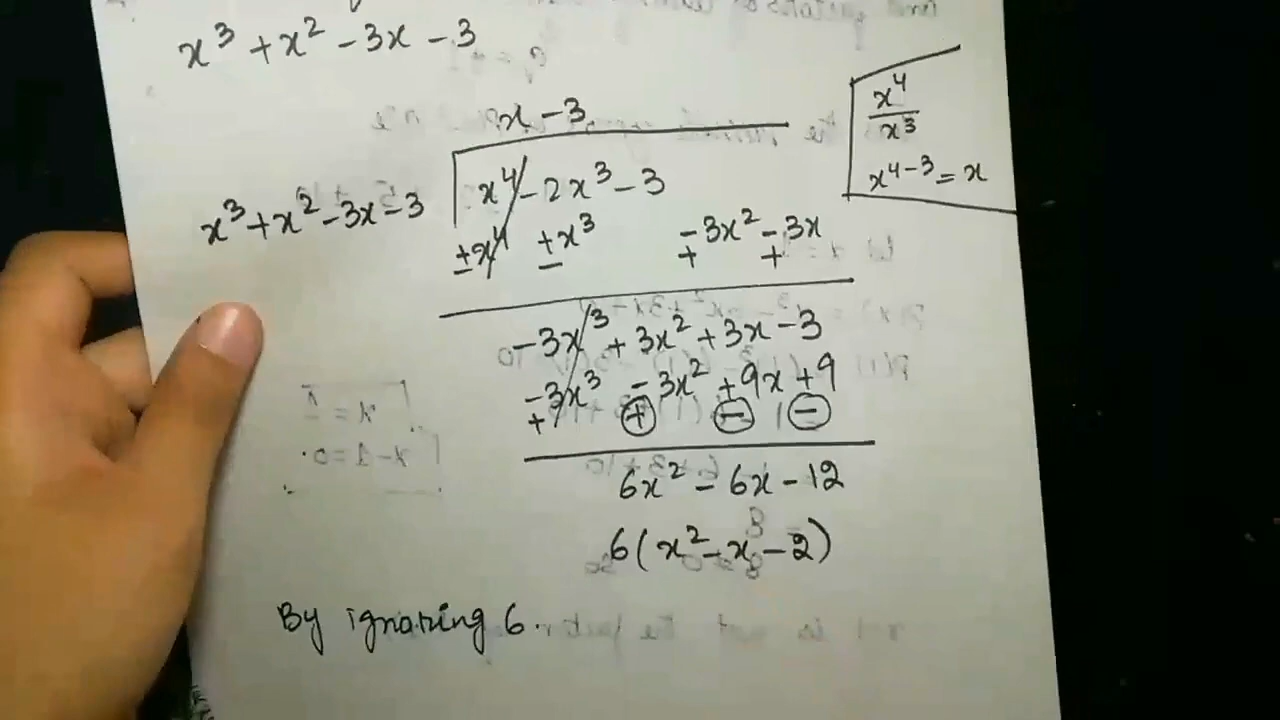 x³ + x² - 3x - 3
x - 3
x³ + x² - 3x - 3
x⁴ - 2x³ - 3
±x⁴ ±x³ -3x² - 3x
+ +
-3x³ + 3x² + 3x - 3
-3x³ - 3x² + 9x + 9
+ + - -
6x² - 6x - 12
6(x² - x - 2)
By ignoring 6.
x⁴
x³
x⁴⁻³ = x